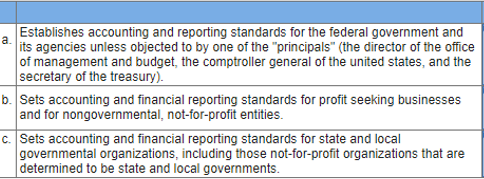 a. Establishes accounting and reporting standards for the federal government and
its agencies unless objected to by one of the "principals" (the director of the office
of management and budget, the comptroller general of the united states, and the
secretary of the treasury).
b. Sets accounting and financial reporting standards for profit seeking businesses
and for nongovernmental, not-for-profit entities.
c. Sets accounting and financial reporting standards for state and local
governmental organizations, including those not-for-profit organizations that are
determined to be state and local governments.